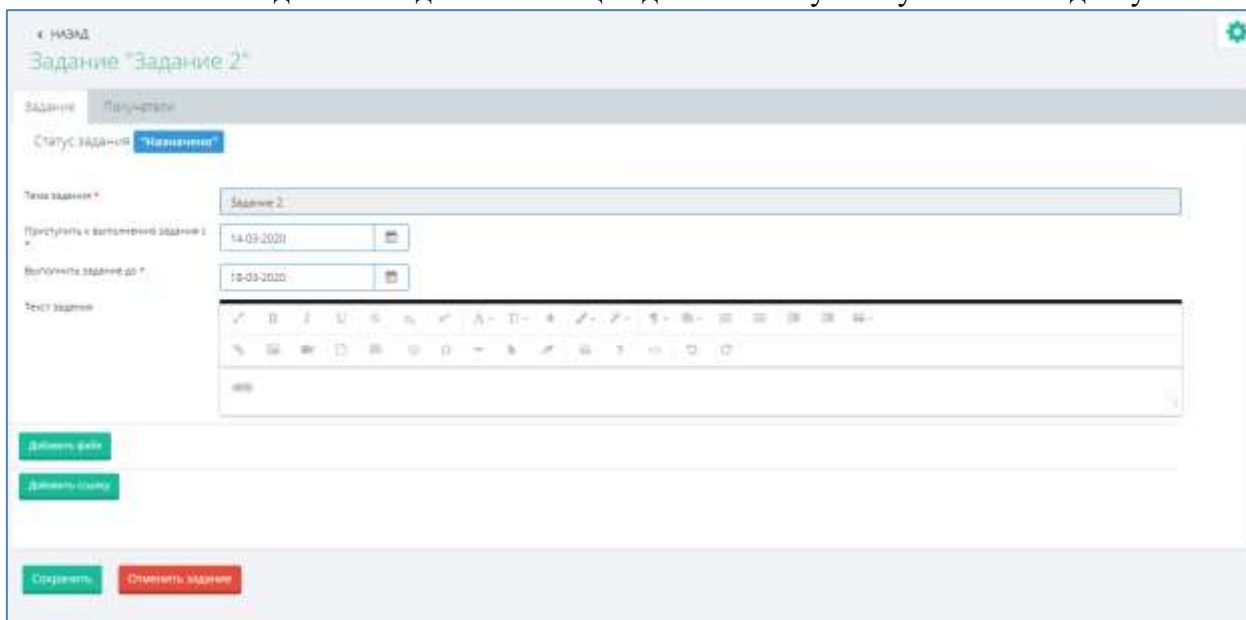 НАЗАД
Задание "Задание 2"
Задание Получатели
Статус задания "Назначено"
Тема задания *
Задание 2
Приступить к выполнению задания с *
14-03-2020
Выполнить задание до *
18-03-2020
Текст задания
Добавить файл
Добавить ссылку
Сохранить Отменить задание